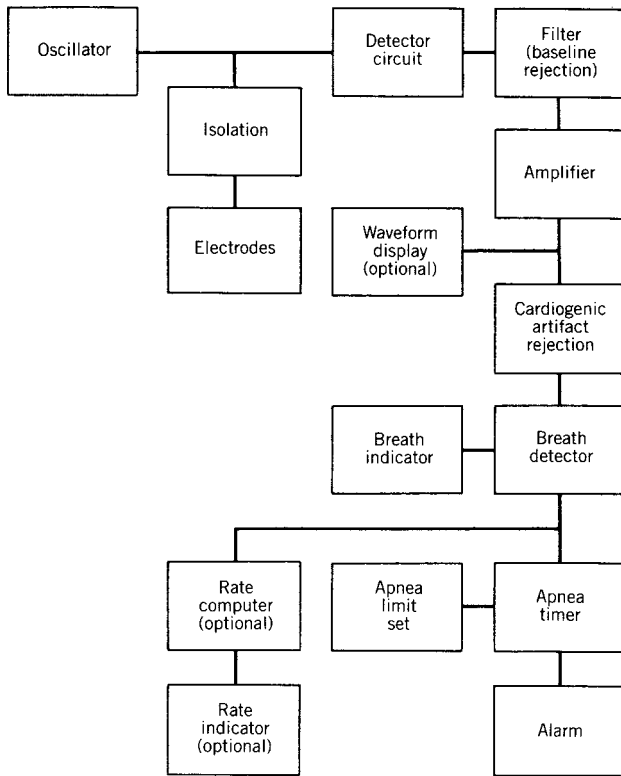 Oscillator
Detector
circuit
Filter
(baseline
rejection)
Isolation
Amplifier
Electrodes
Waveform
display
(optional)
Cardiogenic
artifact
rejection
Breath
indicator
Breath
detector
Rate
computer
(optional)
Apnea
limit
set
Apnea
timer
Rate
indicator
(optional)
Alarm